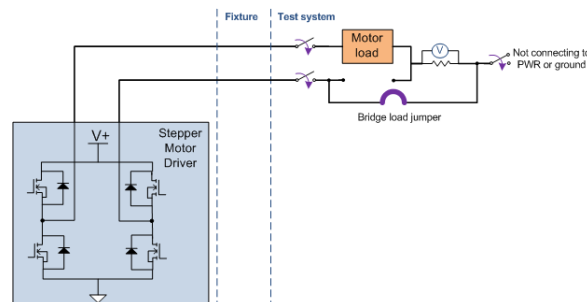 Fixture
Test system
Motor
load
V
Not connecting to
PWR or ground
Bridge load jumper
V+
Stepper
Motor
Driver